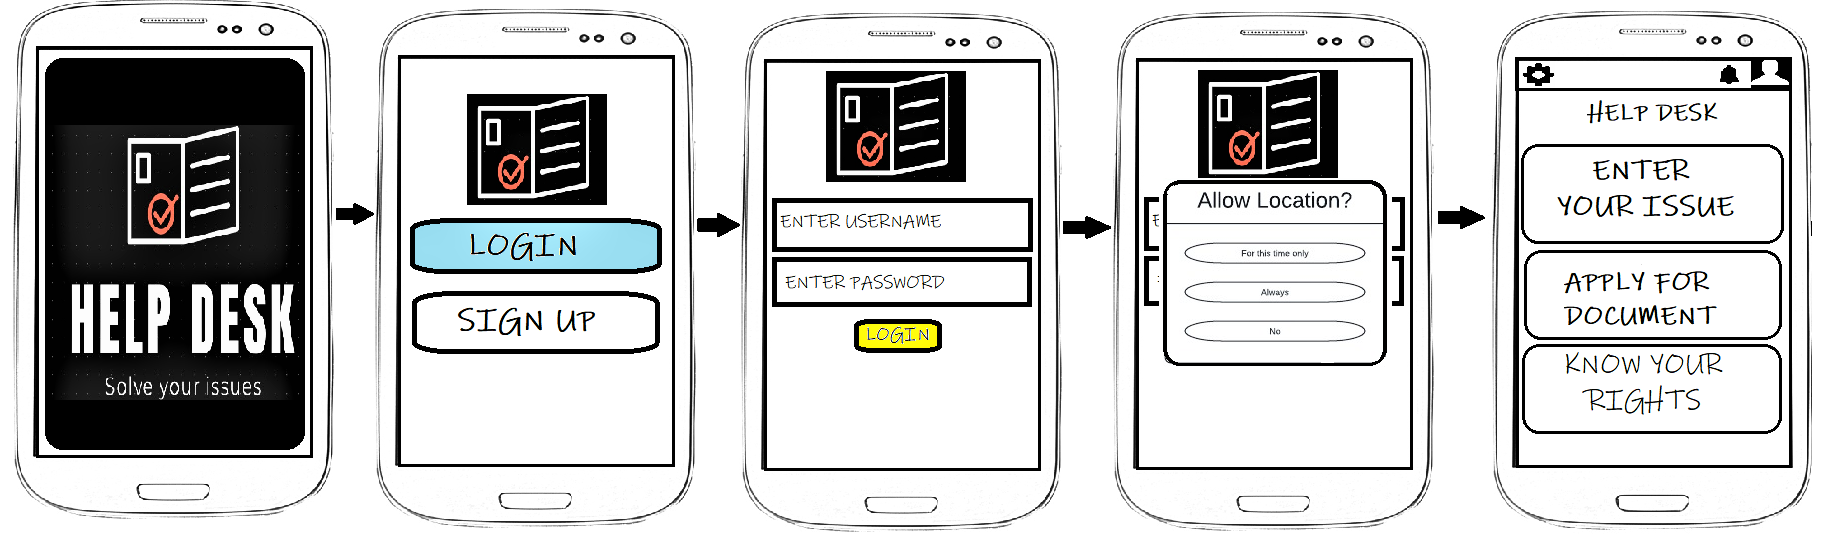 HELP DESK
Solve your issues
LOGIN
SIGN UP
ENTER USERNAME
ENTER PASSWORD
LOGIN
Allow Location?
For this time only
Always
No
HELP DESK
ENTER
YOUR ISSUE
APPLY FOR
DOCUMENT
KNOW YOUR
RIGHTS